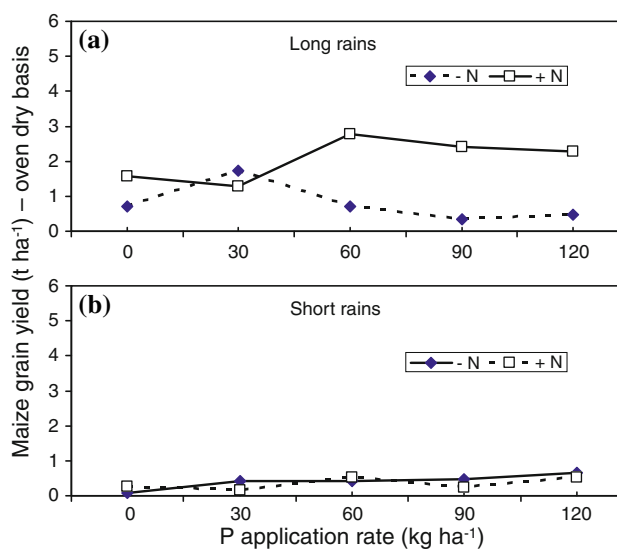 Maize grain yield (t ha-1) – oven dry basis
(a)
Long rains
- N + N
6
5
4
3
2
1
0
0 30 60 90 120
(b)
Short rains
- N + N
6
5
4
3
2
1
0
0 30 60 90 120
P application rate (kg ha-1)